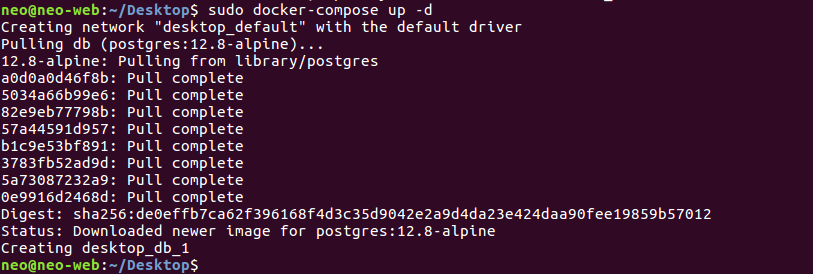 neo@neo-web:~/Desktop$ sudo docker-compose up -d
Creating network "desktop_default" with the default driver
Pulling db (postgres:12.8-alpine)...
12.8-alpine: Pulling from library/postgres
a0d0a0d46f8b: Pull complete
5034a66b99e6: Pull complete
82e9eb77798b: Pull complete
57a44591d957: Pull complete
b1c9e53bf891: Pull complete
3783fb52ad9d: Pull complete
5a73087232a9: Pull complete
0e9916d2468d: Pull complete
Digest: sha256:de0effb7ca62f396168f4d3c35d9042e2a9d4da23e424daa90fee19859b57012
Status: Downloaded newer image for postgres:12.8-alpine
Creating desktop_db_1
neo@neo-web:~/Desktop$